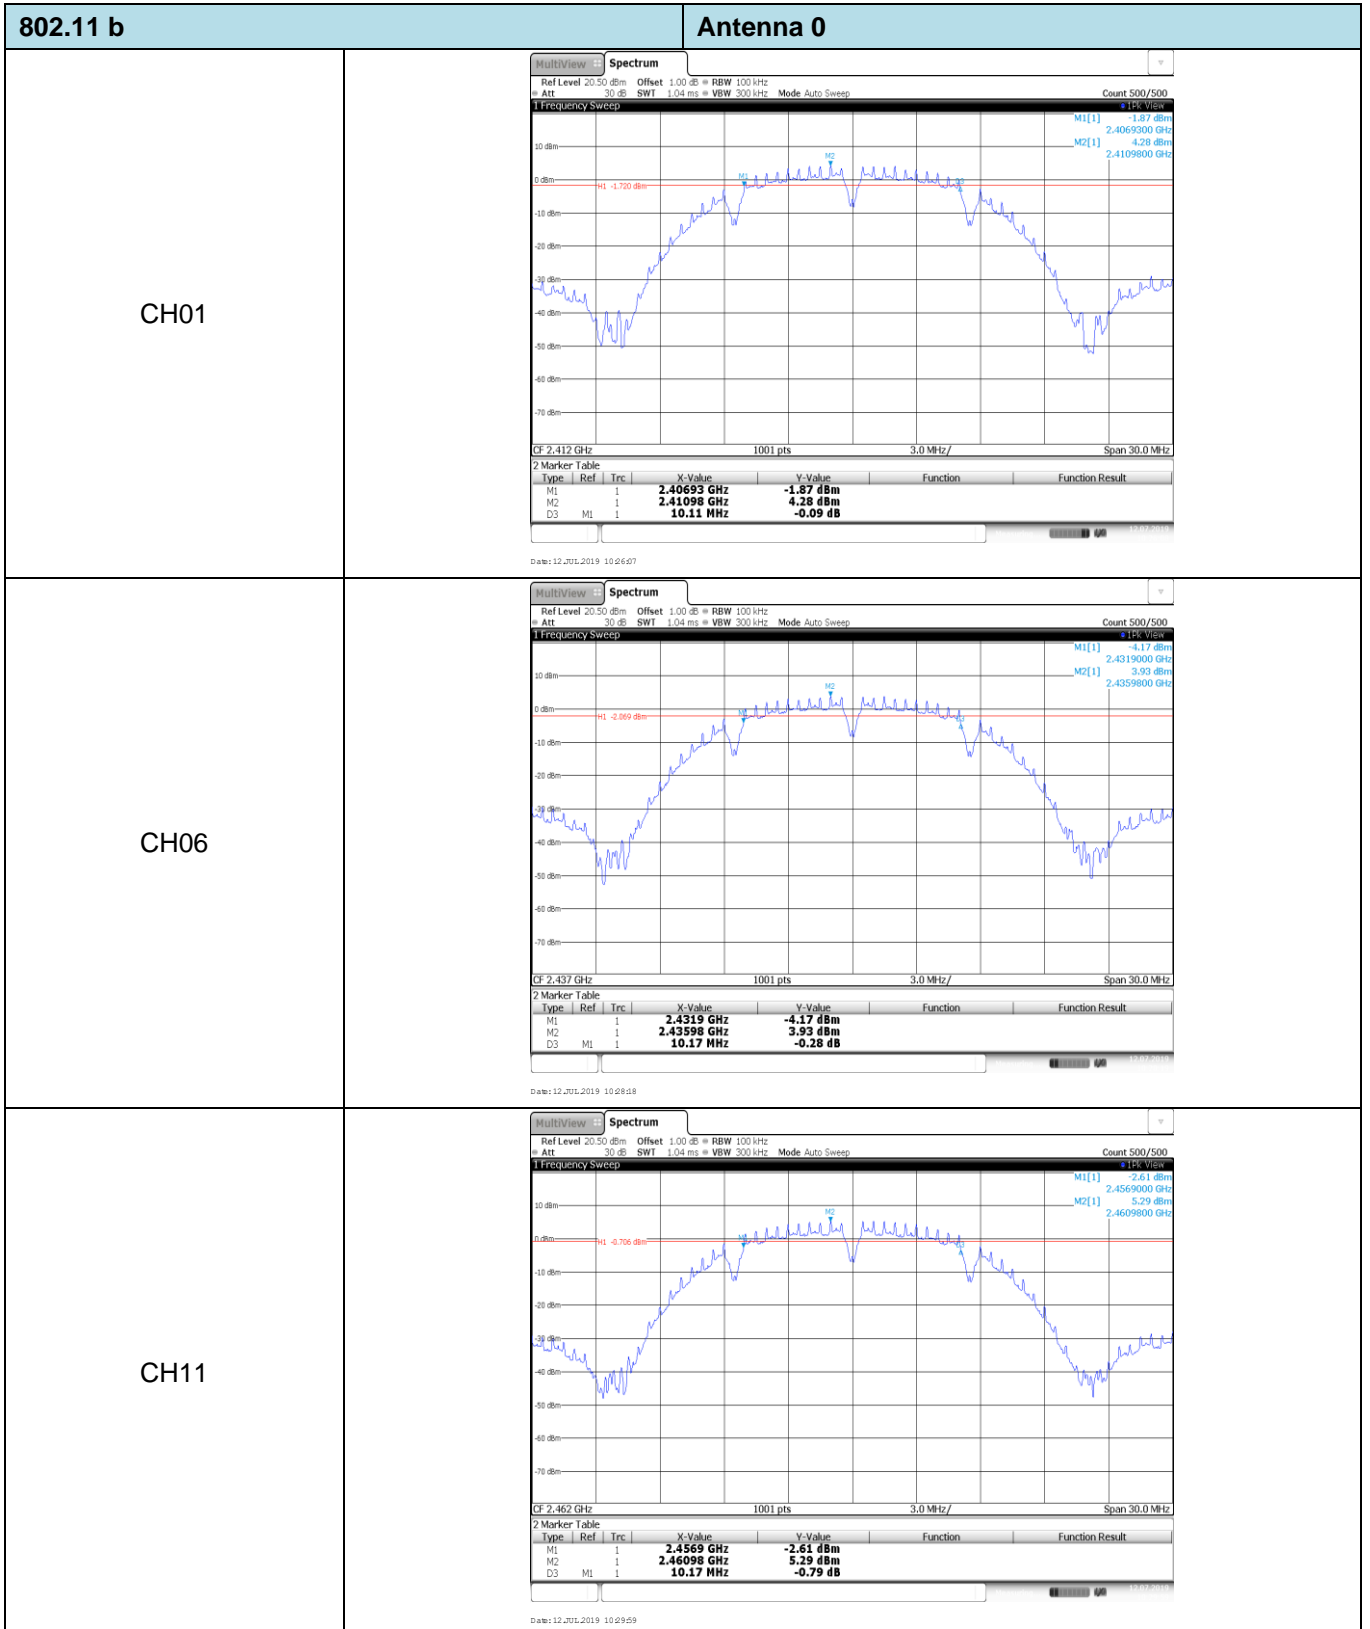 802.11 b Antenna 0
CH01
MultiView Spectrum
Ref Level 20.50 dBm Offset 1.00 dB RBW 100 kHz
Att 30 dB SWT 1.04 ms VBW 300 kHz Mode Auto Sweep Count 500/500
1 Frequency Sweep 1Pk View
M1[1] -1.87 dBm
2.4069300 GHz
M2[1] 4.28 dBm
2.4109800 GHz
10 dBm
M2
0 dBm
M1
D3
H1 -1.720 dBm
-10 dBm
-20 dBm
-30 dBm
-40 dBm
-50 dBm
-60 dBm
-70 dBm
CF 2.412 GHz 1001 pts 3.0 MHz/ Span 30.0 MHz
2 Marker Table
Type Ref Trc X-Value Y-Value Function Function Result
M1 1 2.40693 GHz -1.87 dBm
M2 1 2.41098 GHz 4.28 dBm
D3 M1 1 10.11 MHz -0.09 dB
12.07.2019
Date: 12.JUL.2019 10:26:07
CH06
MultiView Spectrum
Ref Level 20.50 dBm Offset 1.00 dB RBW 100 kHz
Att 30 dB SWT 1.04 ms VBW 300 kHz Mode Auto Sweep Count 500/500
1 Frequency Sweep 1Pk View
M1[1] -4.17 dBm
2.4319000 GHz
M2[1] 3.93 dBm
2.4359800 GHz
10 dBm
M2
0 dBm
H1 -2.069 dBm
-10 dBm
-20 dBm
-30 dBm
-40 dBm
-50 dBm
-60 dBm
-70 dBm
CF 2.437 GHz 1001 pts 3.0 MHz/ Span 30.0 MHz
2 Marker Table
Type Ref Trc X-Value Y-Value Function Function Result
M1 1 2.4319 GHz -4.17 dBm
M2 1 2.43598 GHz 3.93 dBm
D3 M1 1 10.17 MHz -0.28 dB
12.07.2019
Date: 12.JUL.2019 10:28:18
CH11
MultiView Spectrum
Ref Level 20.50 dBm Offset 1.00 dB RBW 100 kHz
Att 30 dB SWT 1.04 ms VBW 300 kHz Mode Auto Sweep Count 500/500
1 Frequency Sweep 1Pk View
M1[1] -2.61 dBm
2.4569000 GHz
M2[1] 5.29 dBm
2.4609800 GHz
10 dBm
M2
0 dBm
H1 -0.706 dBm
-10 dBm
-20 dBm
-30 dBm
-40 dBm
-50 dBm
-60 dBm
-70 dBm
CF 2.462 GHz 1001 pts 3.0 MHz/ Span 30.0 MHz
2 Marker Table
Type Ref Trc X-Value Y-Value Function Function Result
M1 1 2.4569 GHz -2.61 dBm
M2 1 2.46098 GHz 5.29 dBm
D3 M1 1 10.17 MHz -0.79 dB
12.07.2019
Date: 12.JUL.2019 10:29:59